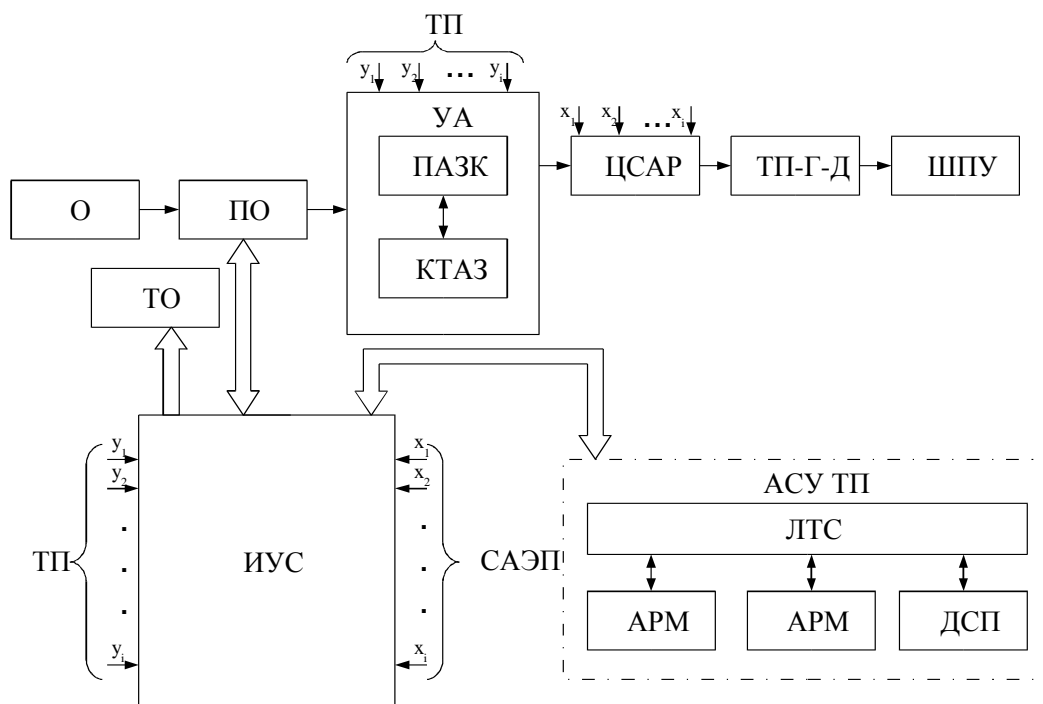 ТП
y1 y2 ... yi
УА
x1 x2 ...xi
ПАЗК
ЦСАР
ТП-Г-Д
ШПУ
О
ПО
КТАЗ
ТО
y1
x1
y2
x2
АСУ ТП
ЛТС
ТП
ИУС
САЭП
АРМ
АРМ
ДСП
yi
xi